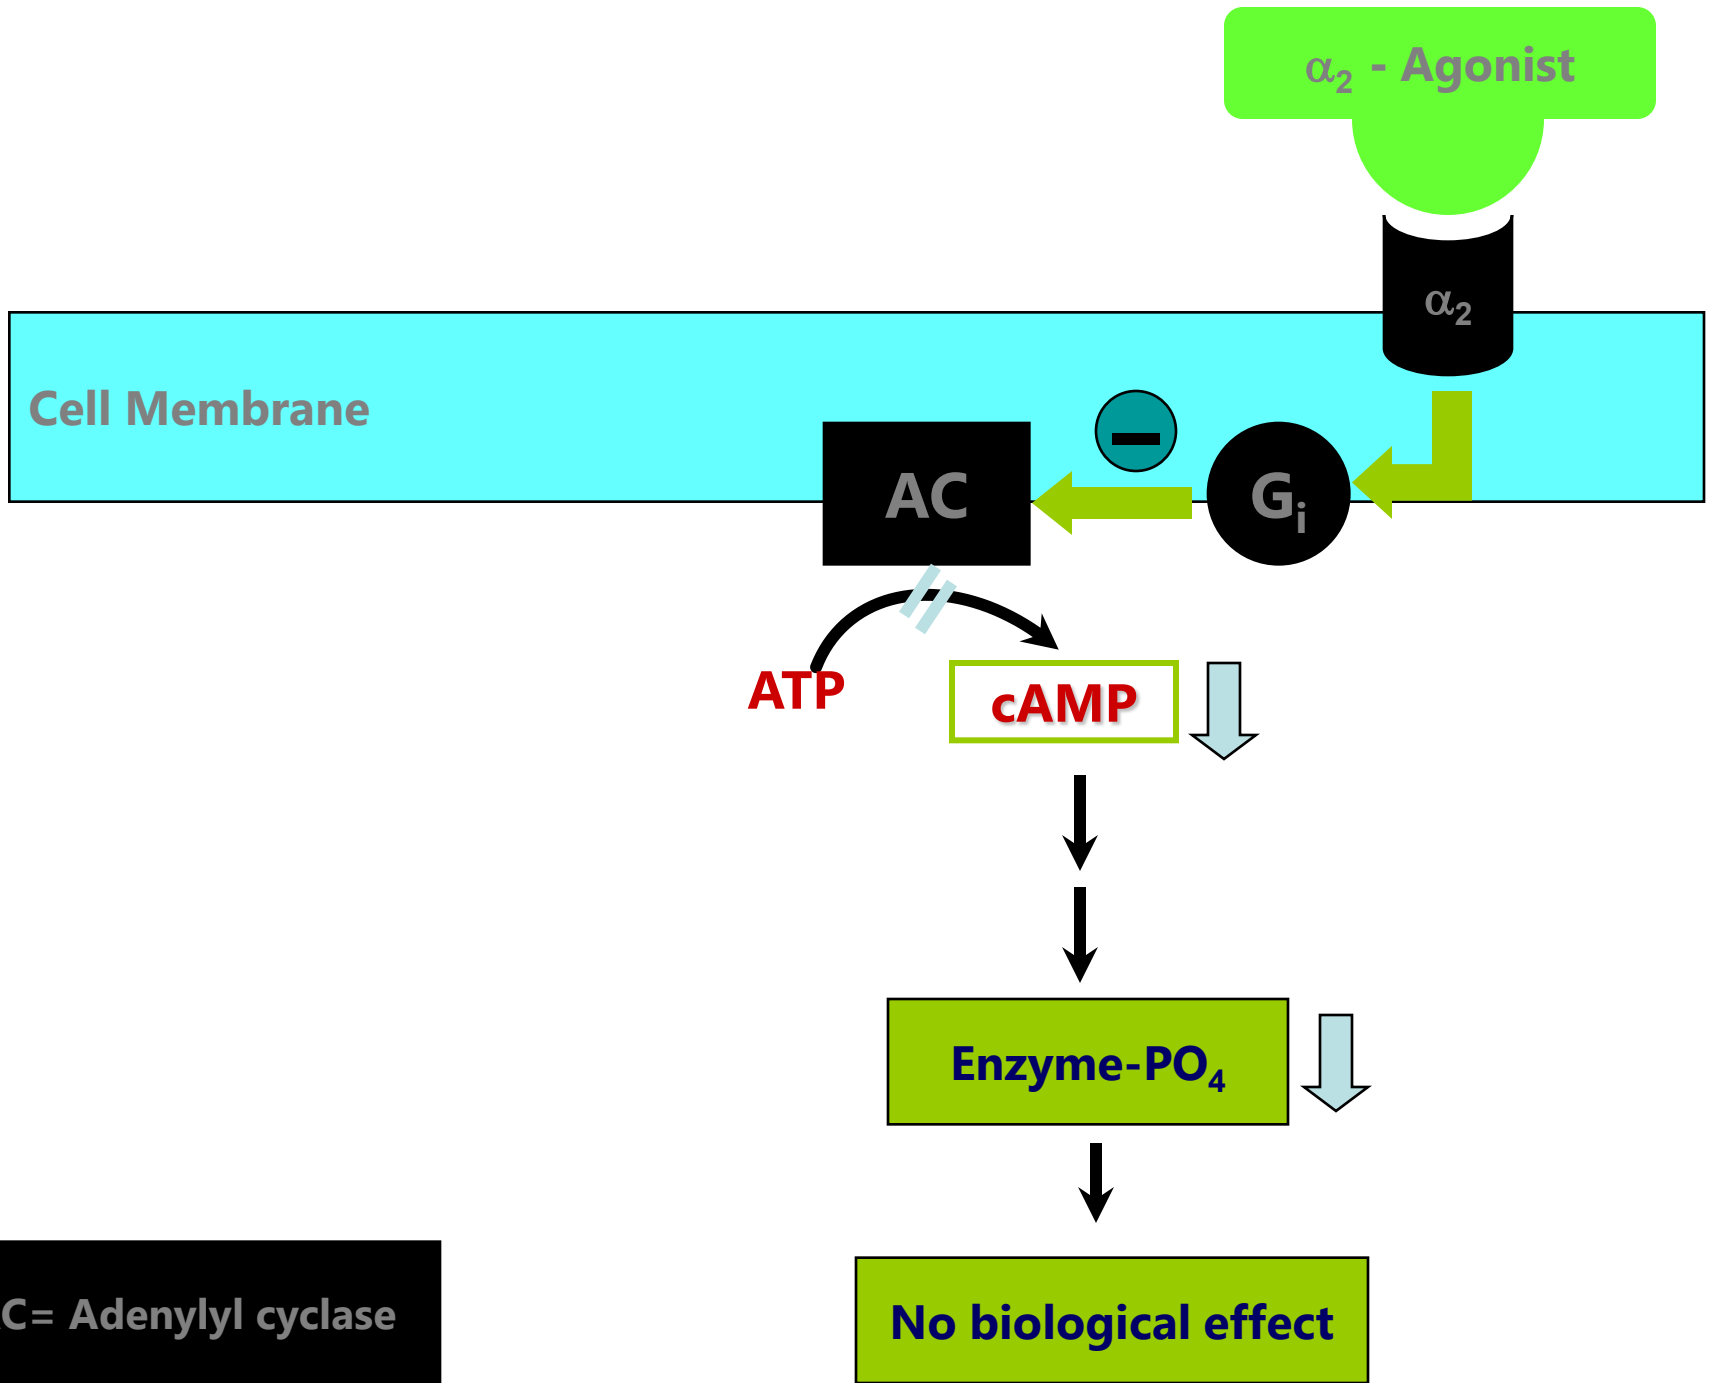 α₂ - Agonist
α₂
Cell Membrane
AC
Gᵢ
ATP
cAMP
Enzyme-PO₄
C= Adenylyl cyclase
No biological effect